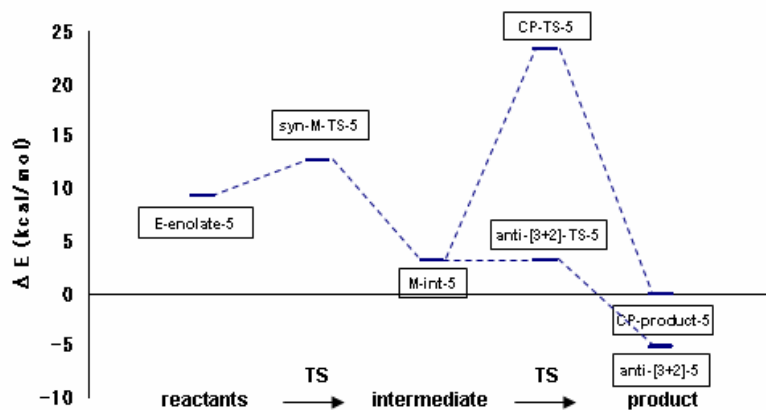 CP-TS-5
25
20
syn-M-TS-5
15
10
E-enolate-5
anti-[3+2]-TS-5
5
M-int-5
0
CP-product-5
-5
anti-[3+2]-5
-10
Δ E (kcal/mol)
TS
TS
reactants
intermediate
product